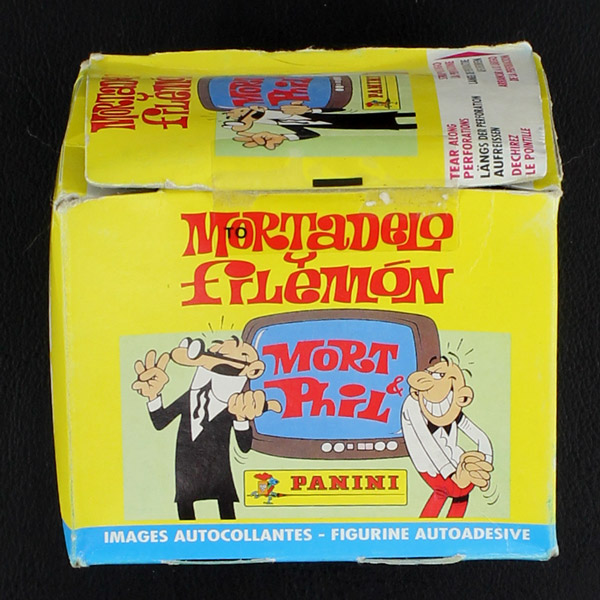 MORTADELO
Y
FILEMÓN
MORT
& PHIL
PANINI
TEAR ALONG
PERFORATIONS
LÄNGS DER PERFORATION
AUFREISSEN
DECHIREZ
LE POINTILLE
TO
MORTADELO
Y
FILEMÓN
MORT
& PHIL
PANINI
IMAGES AUTOCOLLANTES - FIGURINE AUTOADESIVE